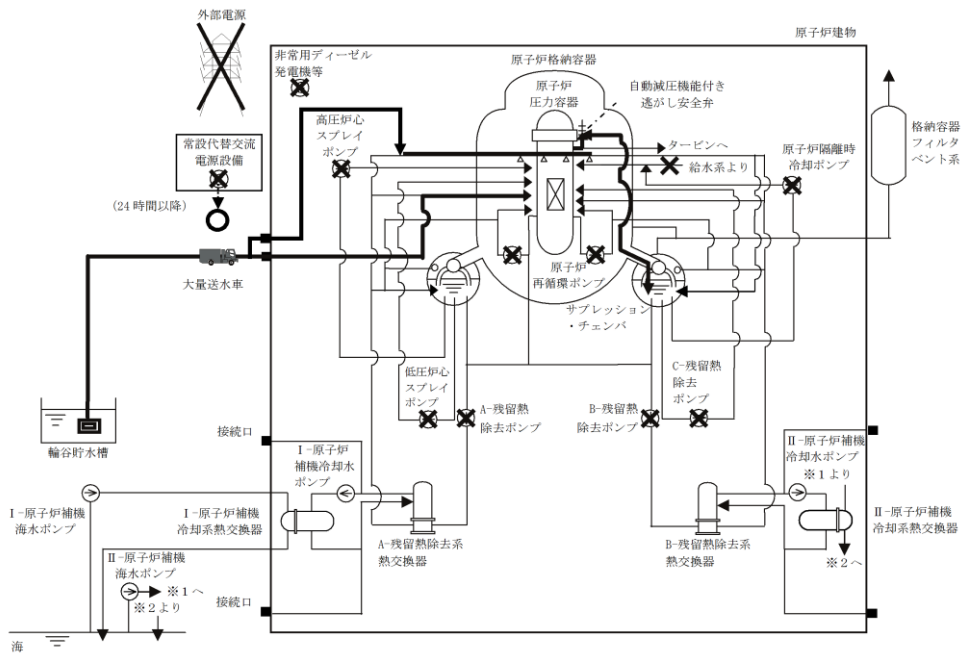 外部電源
原子炉建物
非常用ディーゼル
発電機等
原子炉格納容器
原子炉
圧力容器
自動減圧機能付き
逃がし安全弁
高圧炉心
スプレイ
ポンプ
常設代替交流
電源設備
(24時間以降)
タービンへ
給水系より
原子炉隔離時
冷却ポンプ
格納容器
フィルタ
ベント系
大量送水車
原子炉
再循環ポンプ
サプレッション
・チェンバ
低圧炉心
スプレイ
ポンプ
A-残留熱
除去ポンプ
B-残留熱
除去ポンプ
C-残留熱
除去
ポンプ
輪谷貯水槽
接続口
接続口
Ⅰ-原子炉
補機冷却水
ポンプ
Ⅱ-原子炉補機
冷却水ポンプ
※1より
Ⅰ-原子炉補機
海水ポンプ
Ⅰ-原子炉補機
冷却系熱交換器
A-残留熱除去系
熱交換器
B-残留熱除去系
熱交換器
Ⅱ-原子炉補機
冷却系熱交換器
※2へ
Ⅱ-原子炉補機
海水ポンプ
※1へ
※2より
海